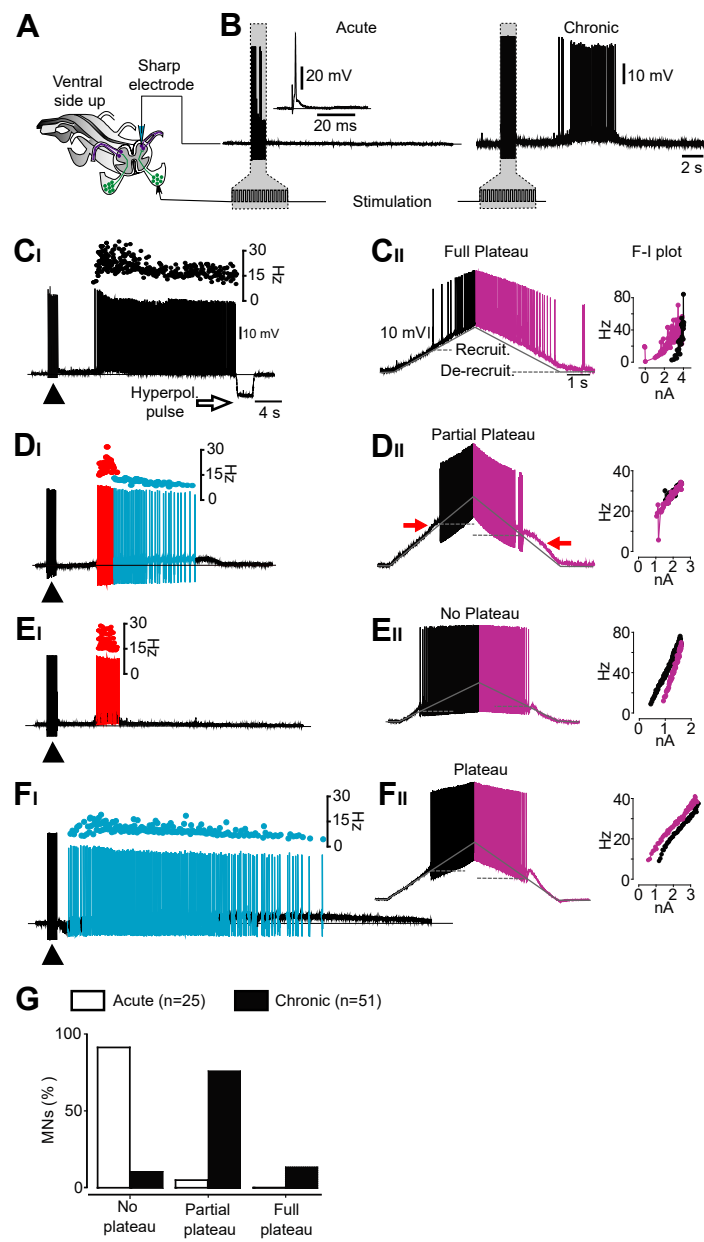 A
B
Acute
Chronic
Ventral
side up
Sharp
electrode
20 mV
20 ms
10 mV
2 s
Stimulation
CI
30
15
0
Hz
10 mV
Hyperpol.
pulse
4 s
CII
Full Plateau
F-I plot
10 mV
Recruit.
De-recruit.
1 s
80
40
0
Hz
0 2 4
nA
DI
30
15
0
Hz
DII
Partial Plateau
40
20
0
Hz
0 1 2 3
nA
EI
30
15
0
Hz
EII
No Plateau
80
40
0
Hz
0 1 2
nA
FI
30
15
0
Hz
FII
Plateau
40
20
0
Hz
0 1 2 3
nA
G
Acute (n=25)
Chronic (n=51)
100
50
0
MNs (%)
No
plateau
Partial
plateau
Full
plateau